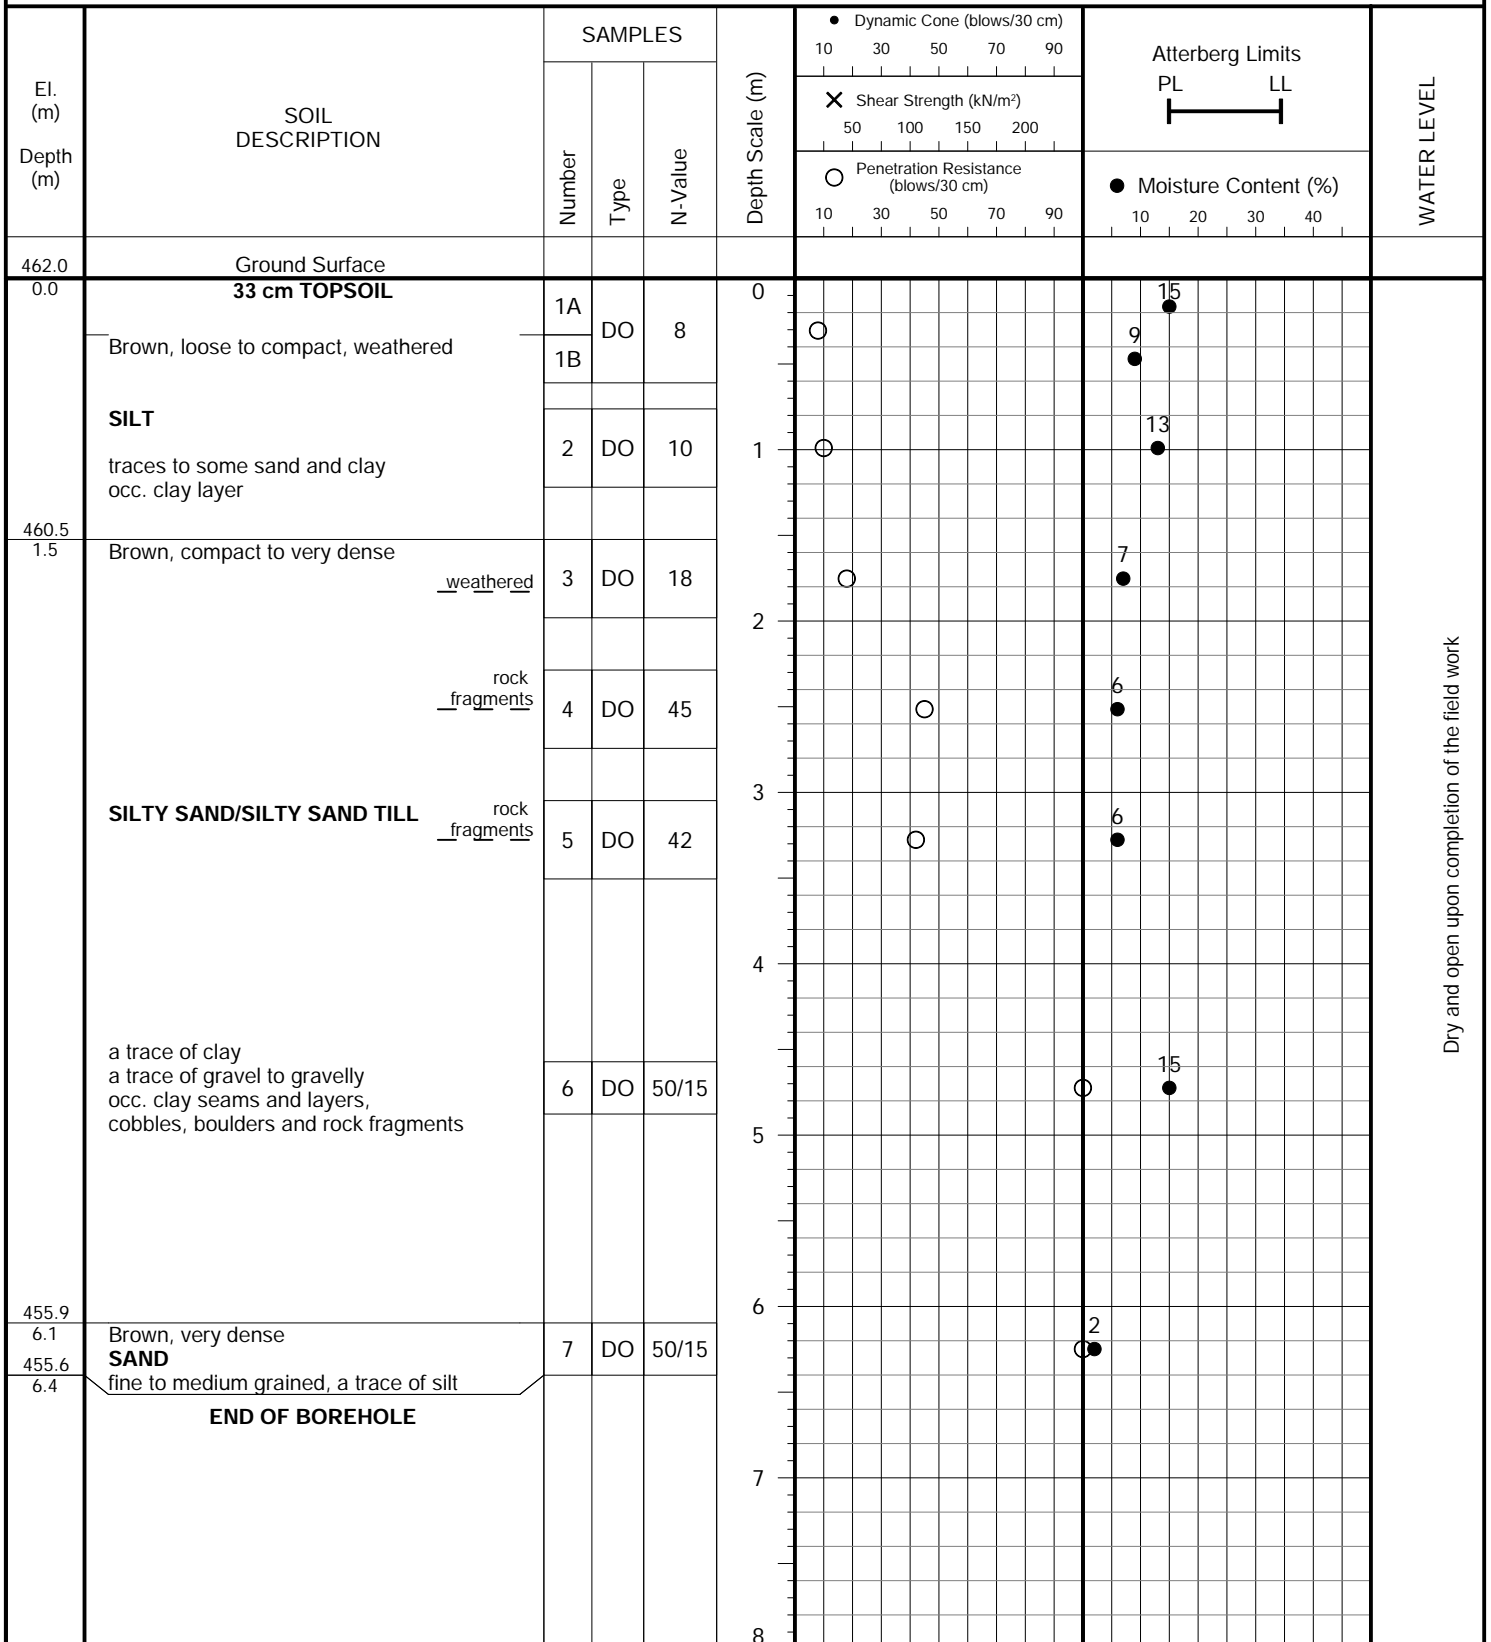 El.
(m)
Depth
(m)
SOIL
DESCRIPTION
SAMPLES
Number
Type
N-Value
Depth Scale (m)
● Dynamic Cone (blows/30 cm)
10 30 50 70 90
× Shear Strength (kN/m²)
50 100 150 200
○ Penetration Resistance
(blows/30 cm)
10 30 50 70 90
Atterberg Limits
PL LL
● Moisture Content (%)
10 20 30 40
WATER LEVEL
462.0 Ground Surface
0.0 33 cm TOPSOIL
1A DO 8
0
15
Brown, loose to compact, weathered
1B
9
SILT
traces to some sand and clay
occ. clay layer
2 DO 10
1
13
460.5
1.5 Brown, compact to very dense
weathered
3 DO 18
7
2
rock
fragments
4 DO 45
6
3
SILTY SAND/SILTY SAND TILL
rock
fragments
5 DO 42
6
4
a trace of clay
a trace of gravel to gravelly
occ. clay seams and layers,
cobbles, boulders and rock fragments
6 DO 50/15
15
5
6
455.9
6.1 Brown, very dense
SAND
455.6
6.4 fine to medium grained, a trace of silt
7 DO 50/15
2
END OF BOREHOLE
7
8
Dry and open upon completion of the field work